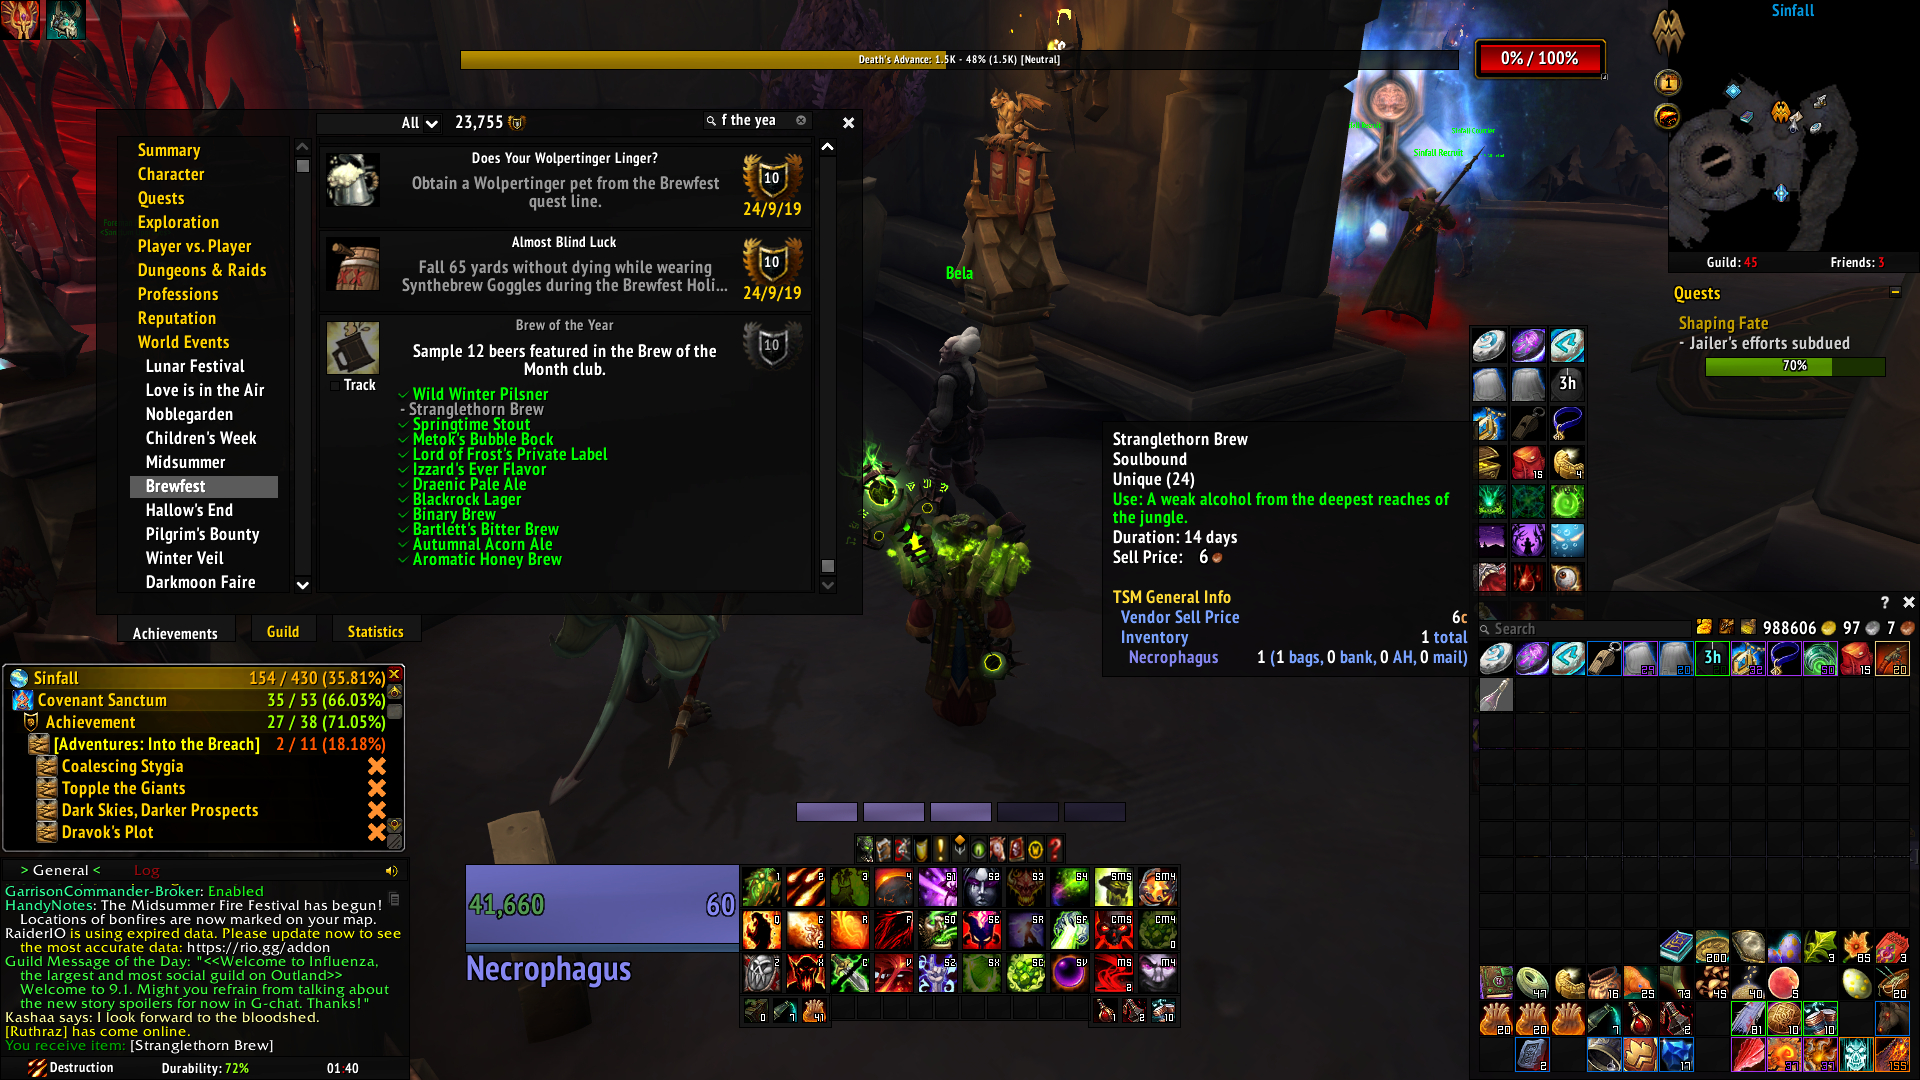 Sinfall
Death's Advance: 1.5K - 48% (1.5K) [Neutral]
0% / 100%
All
23,755
f the yea
Summary
Character
Quests
Exploration
Player vs. Player
Dungeons & Raids
Professions
Reputation
World Events
Lunar Festival
Love is in the Air
Noblegarden
Children's Week
Midsummer
Brewfest
Hallow's End
Pilgrim's Bounty
Winter Veil
Darkmoon Faire
Does Your Wolpertinger Linger?
Obtain a Wolpertinger pet from the Brewfest
quest line.
10
24/9/19
Almost Blind Luck
Fall 65 yards without dying while wearing
Synthebrew Goggles during the Brewfest Holi...
10
24/9/19
Brew of the Year
Sample 12 beers featured in the Brew of the
Month club.
10
Track
Wild Winter Pilsner
- Stranglethorn Brew
Springtime Stout
Metok's Bubble Bock
Lord of Frost's Private Label
Izzard's Ever Flavor
Draenic Pale Ale
Blackrock Lager
Binary Brew
Bartlett's Bitter Brew
Autumnal Acorn Ale
Aromatic Honey Brew
Achievements
Guild
Statistics
Bela
Sinfall Recruit
Guild: 45
Friends: 3
Quests
Shaping Fate
- Jailer's efforts subdued
70%
3h
15
4
Stranglethorn Brew
Soulbound
Unique (24)
Use: A weak alcohol from the deepest reaches of
the jungle.
Duration: 14 days
Sell Price: 6
TSM General Info
Vendor Sell Price 6c
Inventory 1 total
Necrophagus 1 (1 bags, 0 bank, 0 AH, 0 mail)
Search
988606 97 7
Sinfall 154 / 430 (35.81%)
Covenant Sanctum 35 / 53 (66.03%)
Achievement 27 / 38 (71.05%)
[Adventures: Into the Breach] 2 / 11 (18.18%)
Coalescing Stygia
Topple the Giants
Dark Skies, Darker Prospects
Dravok's Plot
> General <
Log
GarrisonCommander-Broker: Enabled
HandyNotes: The Midsummer Fire Festival has begun!
Locations of bonfires are now marked on your map.
RaiderIO is using expired data. Please update now to see
the most accurate data: https://rio.gg/addon
Guild Message of the Day: "<<Welcome to Influenza,
the largest and most social guild on Outland>>
Welcome to 9.1. Might you refrain from talking about
the new story spoilers for now in G-chat. Thanks!"
Kashaa says: I look forward to the bloodshed.
[Ruthraz] has come online.
You receive item: [Stranglethorn Brew]
Destruction
Durability: 72%
01:40
41,660
60
Necrophagus